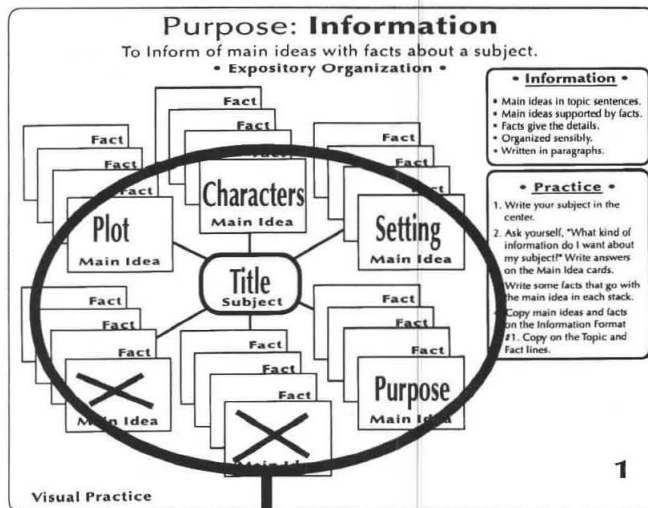 Purpose: Information
To Inform of main ideas with facts about a subject.
• Expository Organization •
Fact
Fact
Fact
Characters
Main Idea
Fact
Fact
Fact
Plot
Main Idea
Fact
Fact
Fact
Setting
Main Idea
Title
Subject
Fact
Fact
Fact
Main Idea
Fact
Fact
Fact
Main Idea
Fact
Fact
Fact
Purpose
Main Idea
• Information •
• Main ideas in topic sentences.
• Main ideas supported by facts.
• Facts give the details.
• Organized sensibly.
• Written in paragraphs.
• Practice •
1. Write your subject in the
center.
2. Ask yourself, "What kind of
information do I want about
my subject?" Write answers
on the Main Idea cards.
Write some facts that go with
the main idea in each stack.
Copy main ideas and facts
on the Information Format
#1. Copy on the Topic and
Fact lines.
Visual Practice
1